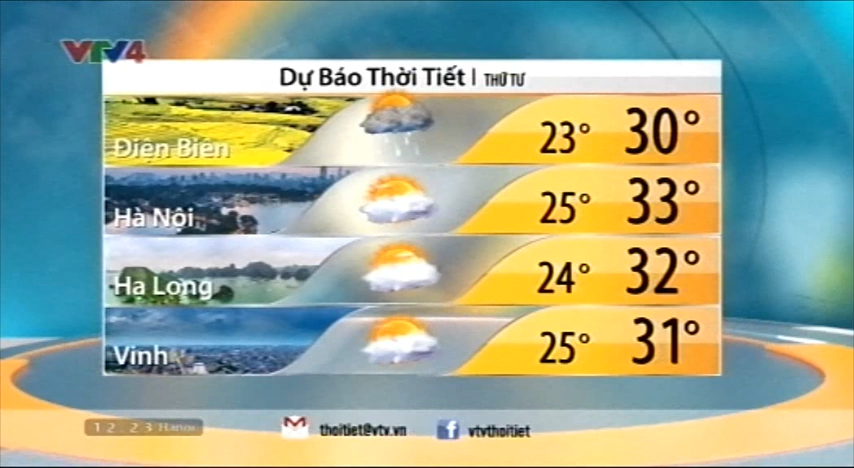 VTV4
Dự Báo Thời Tiết | THỨ TƯ
Điện Biên 23° 30°
Hà Nội 25° 33°
Hạ Long 24° 32°
Vinh 25° 31°
12.23 Hanoi thoitiet@vtv.vn vtvthoitiet